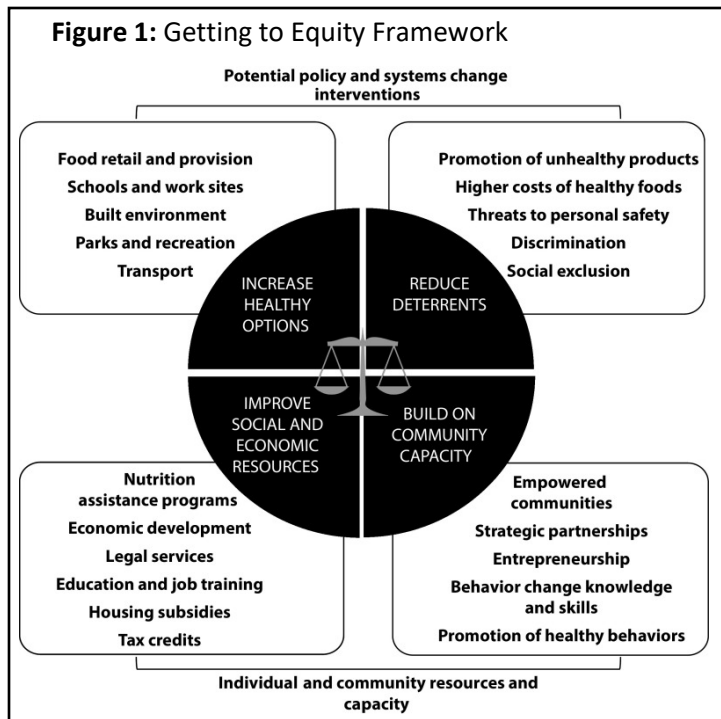 Figure 1: Getting to Equity Framework
Potential policy and systems change
interventions
Food retail and provision
Schools and work sites
Built environment
Parks and recreation
Transport
Promotion of unhealthy products
Higher costs of healthy foods
Threats to personal safety
Discrimination
Social exclusion
INCREASE
HEALTHY
OPTIONS
REDUCE
DETERRENTS
IMPROVE
SOCIAL AND
ECONOMIC
RESOURCES
BUILD ON
COMMUNITY
CAPACITY
Nutrition
assistance programs
Economic development
Legal services
Education and job training
Housing subsidies
Tax credits
Empowered
communities
Strategic partnerships
Entrepreneurship
Behavior change knowledge
and skills
Promotion of healthy behaviors
Individual and community resources and
capacity